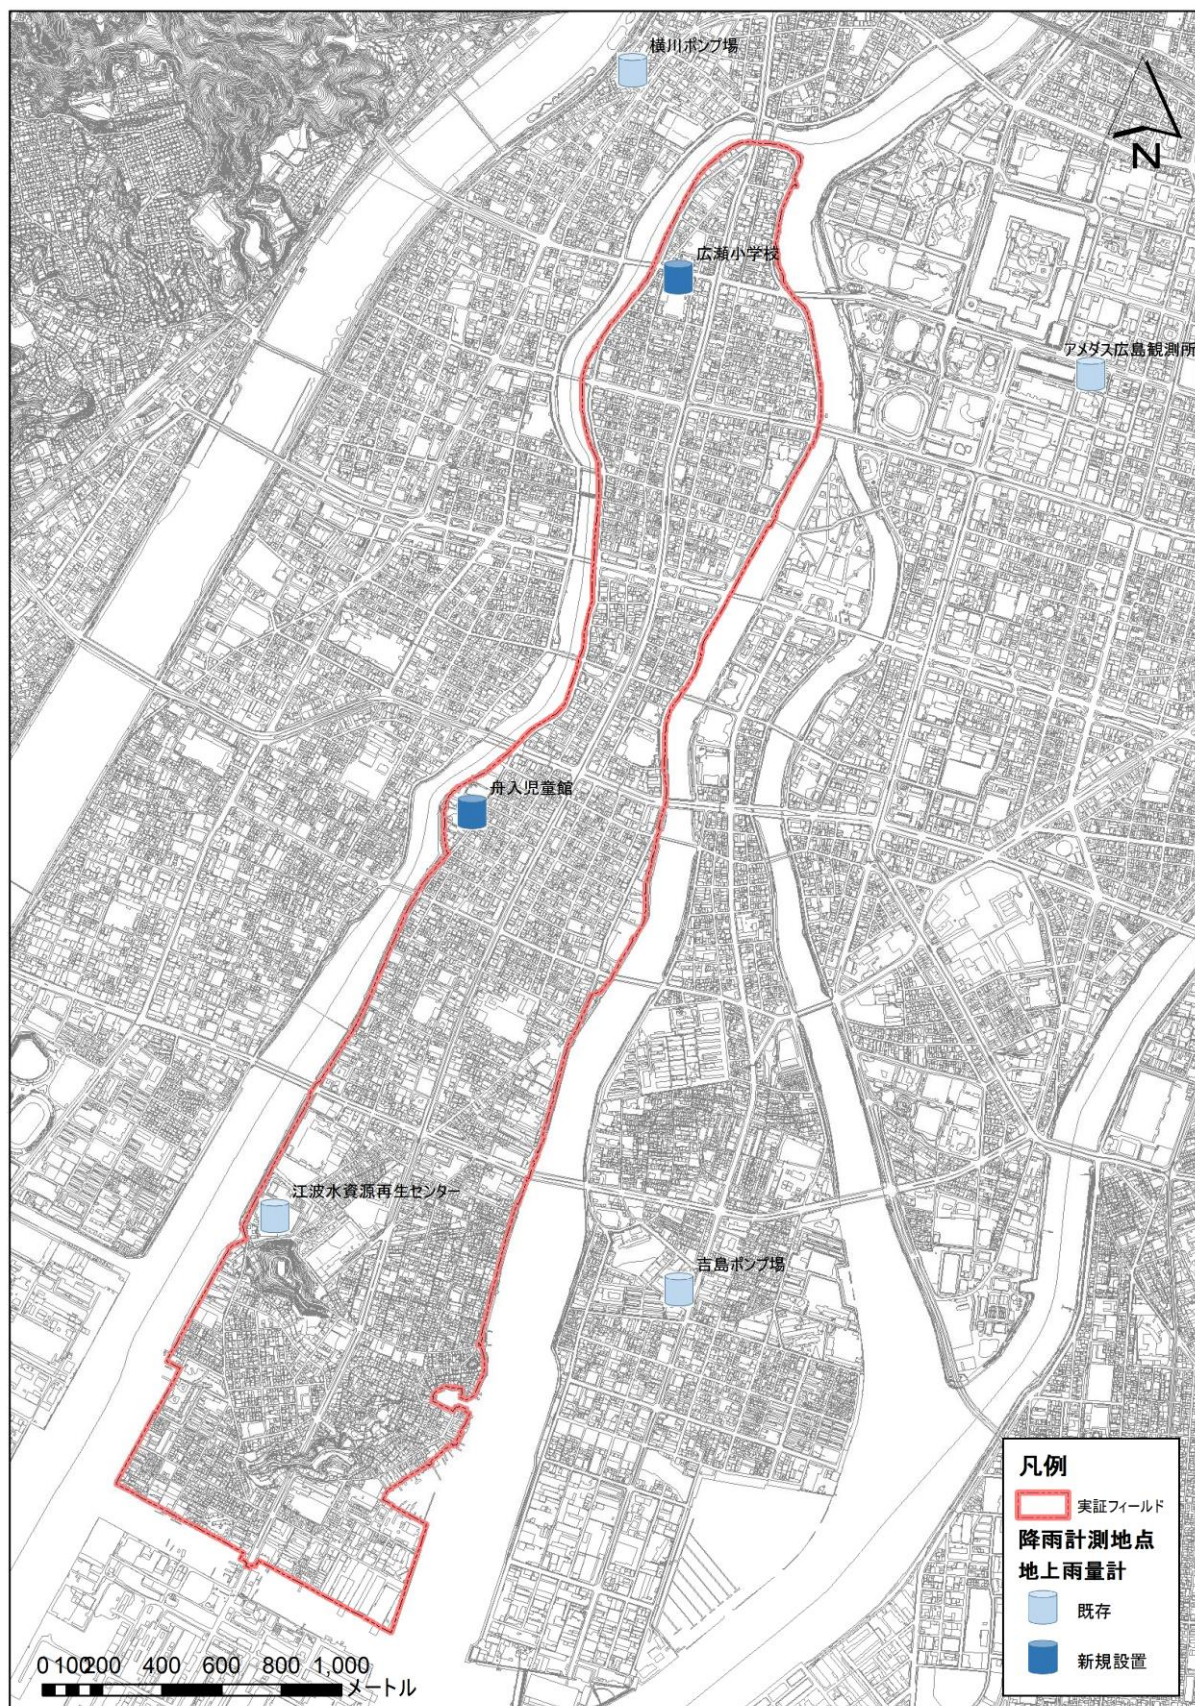 横川ポンプ場
N
広瀬小学校
アメダス広島観測所
舟入児童館
江波水資源再生センター
吉島ポンプ場
凡例
実証フィールド
降雨計測地点
地上雨量計
既存
新規設置
0 100 200 400 600 800 1,000
メートル